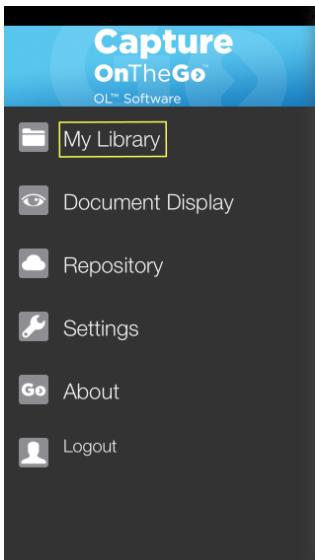 Capture
OnTheGo
OL™ Software
My Library
Document Display
Repository
Settings
Go About
Logout